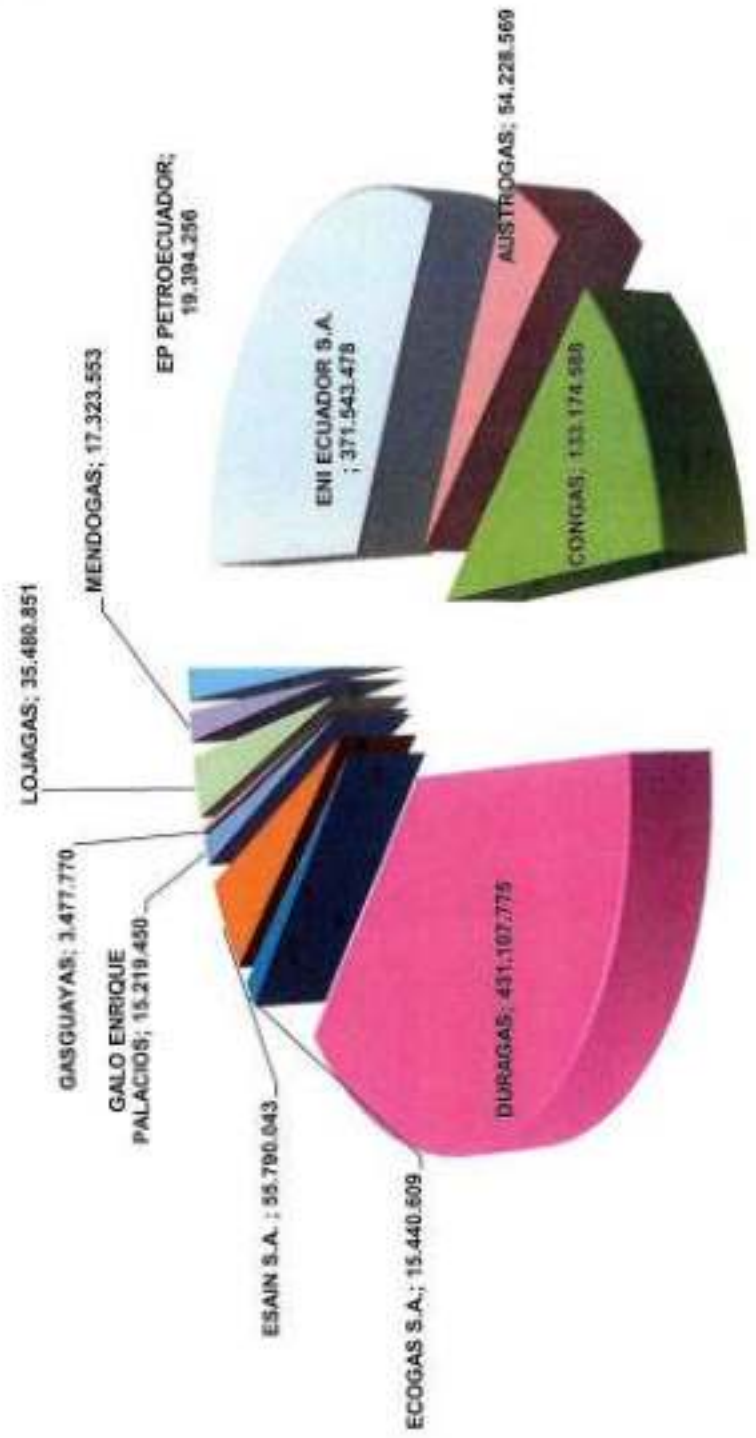 LOJAGAS; 35.480.851
MENDOGAS; 17.323.553
EP PETROECUADOR;
19.394.256
GASGUAYAS; 3.477.770
GALO ENRIQUE
PALACIOS; 15.219.450
ENI ECUADOR S.A.
; 371.543.478
ESAIN S.A. ; 55.790.043
AUSTROGAS; 54.228.569
ECOGAS S.A.; 15.440.609
CONGAS; 133.174.588
DURAGAS; 431.107.775